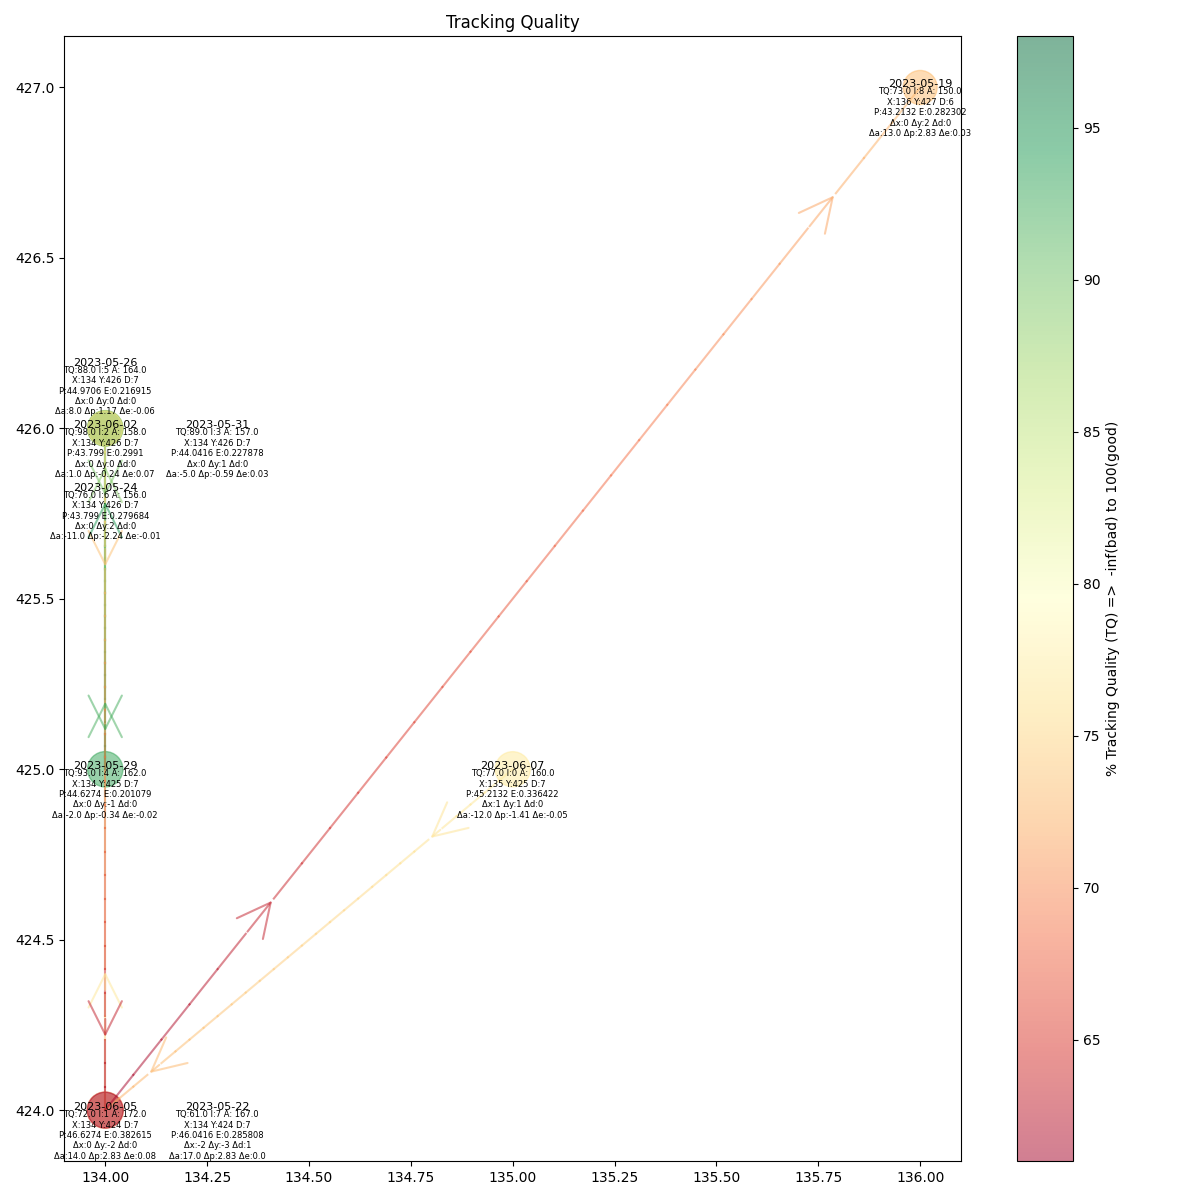 Tracking Quality
427.0
426.5
426.0
425.5
425.0
424.5
424.0
2023-05-19
TQ:73.0 I:8 A: 150.0
X:136 Y:427 D:6
P:43.2132 E:0.282302
Δx:0 Δy:2 Δd:0
Δa:13.0 Δp:2.83 Δe:0.03
2023-05-26
TQ:88.0 I:5 A: 164.0
X:134 Y:426 D:7
P:44.9706 E:0.216915
Δx:0 Δy:0 Δd:0
Δa:8.0 Δp:1.17 Δe:-0.06
2023-06-02
TQ:98.0 I:2 A: 158.0
X:134 Y:426 D:7
P:43.799 E:0.2991
Δx:0 Δy:0 Δd:0
Δa:1.0 Δp:-0.24 Δe:0.07
2023-05-31
TQ:89.0 I:3 A: 157.0
X:134 Y:426 D:7
P:44.0416 E:0.227878
Δx:0 Δy:1 Δd:0
Δa:-5.0 Δp:-0.59 Δe:0.03
2023-05-24
TQ:76.0 I:6 A: 156.0
X:134 Y:426 D:7
P:43.799 E:0.279684
Δx:0 Δy:2 Δd:0
Δa:-11.0 Δp:-2.24 Δe:-0.01
2023-05-29
TQ:93.0 I:4 A: 162.0
X:134 Y:425 D:7
P:44.6274 E:0.201079
Δx:0 Δy:-1 Δd:0
Δa:-2.0 Δp:-0.34 Δe:-0.02
2023-06-07
TQ:77.0 I:0 A: 160.0
X:135 Y:425 D:7
P:45.2132 E:0.336422
Δx:1 Δy:1 Δd:0
Δa:-12.0 Δp:-1.41 Δe:-0.05
2023-06-05
TQ:72.0 I:1 A: 172.0
X:134 Y:424 D:7
P:46.6274 E:0.382615
Δx:0 Δy:-2 Δd:0
Δa:14.0 Δp:2.83 Δe:0.08
2023-05-22
TQ:61.0 I:7 A: 167.0
X:134 Y:424 D:7
P:46.0416 E:0.285808
Δx:-2 Δy:-3 Δd:1
Δa:17.0 Δp:2.83 Δe:0.0
134.00 134.25 134.50 134.75 135.00 135.25 135.50 135.75 136.00
95
90
85
80
75
70
65
% Tracking Quality (TQ) => -inf(bad) to 100(good)